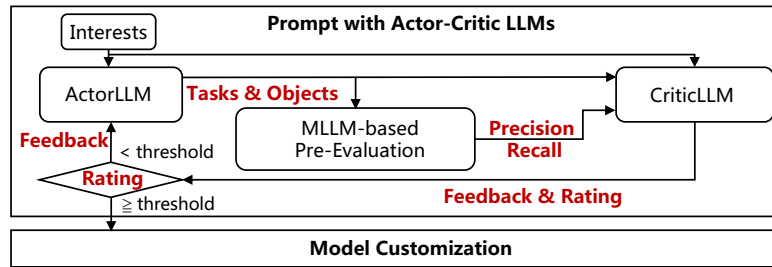 Prompt with Actor-Critic LLMs
Interests
ActorLLM
Tasks & Objects
CriticLLM
MLLM-based
Pre-Evaluation
Precision
Recall
Feedback
< threshold
Rating
Feedback & Rating
≧ threshold
Model Customization